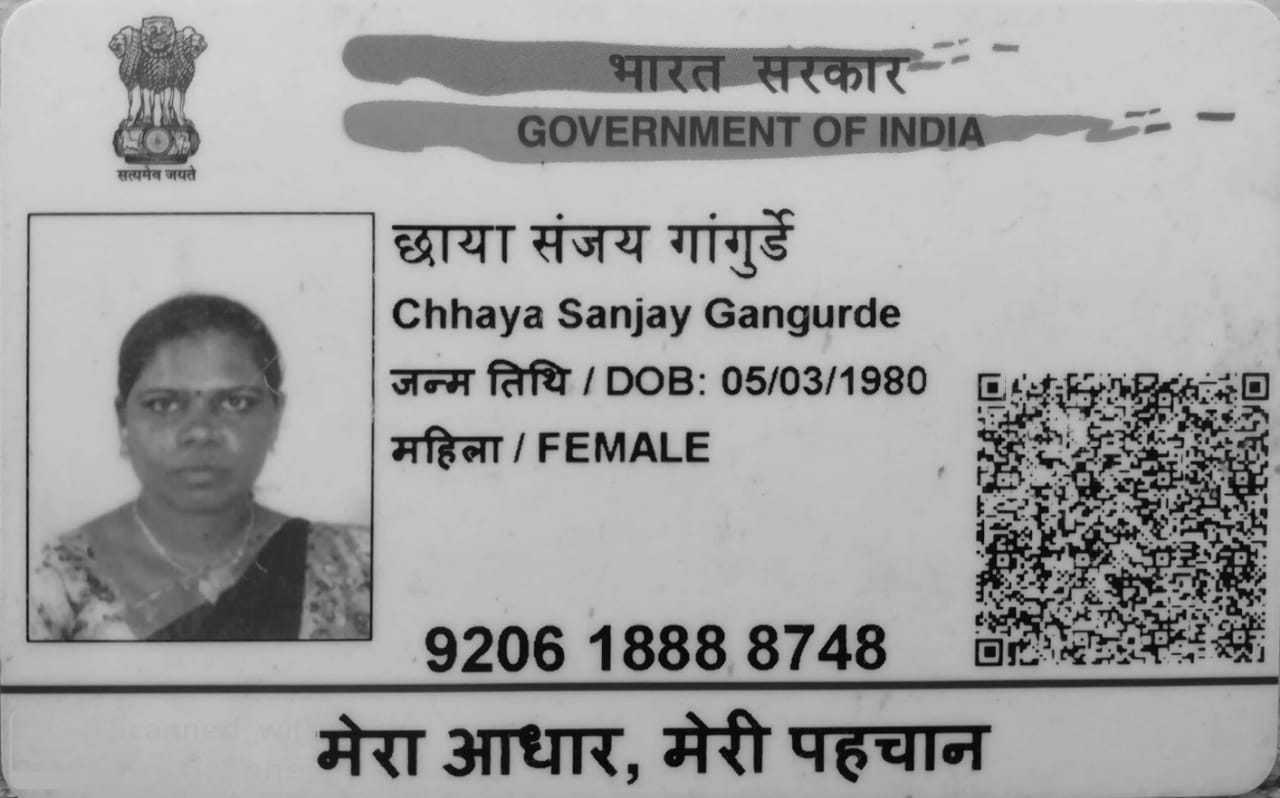 सत्यमेव जयते
भारत सरकार
GOVERNMENT OF INDIA
छाया संजय गांगुर्डे
Chhaya Sanjay Gangurde
जन्म तिथि / DOB: 05/03/1980
महिला / FEMALE
9206 1888 8748
Scanned with
मेरा आधार, मेरी पहचान